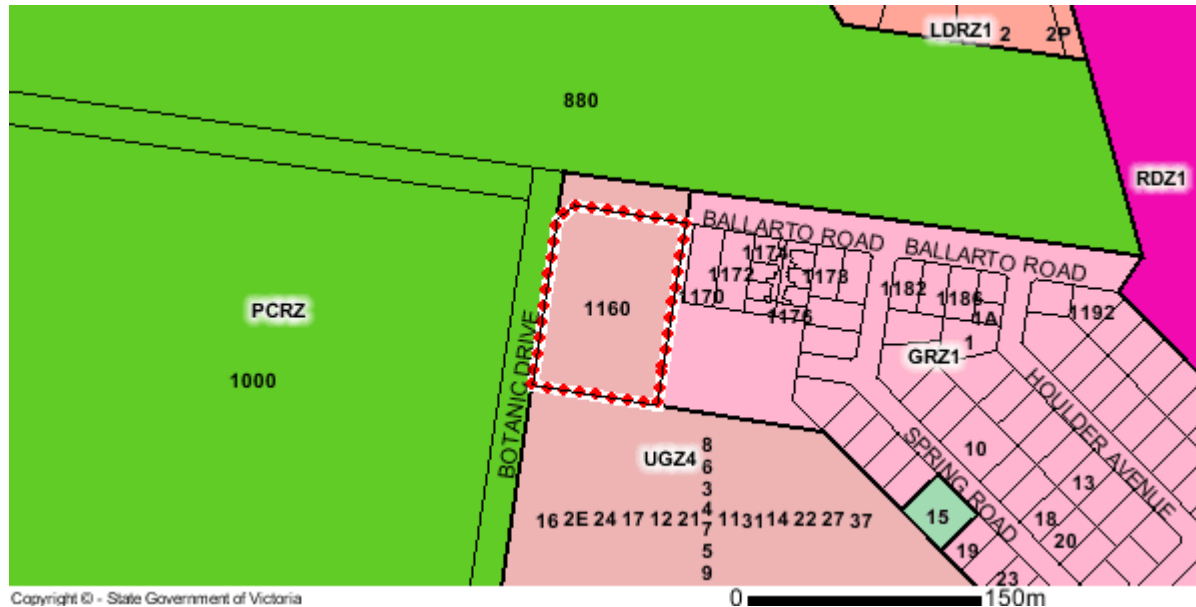 LDRZ1 2 2P
880
RDZ1
BALLARTO ROAD
BALLARTO ROAD
1174
1172
1178
1170
1176
1182
1186
1A
1192
1
GRZ1
1160
PCRZ
1000
BOTANIC DRIVE
HOULDER AVENUE
SPRING ROAD
10
13
18
20
15
19
23
UGZ4
8
6
3
16 2E 24 17 12 21 4 11 31 14 22 27 37
7
5
9
Copyright © - State Government of Victoria
0 150m